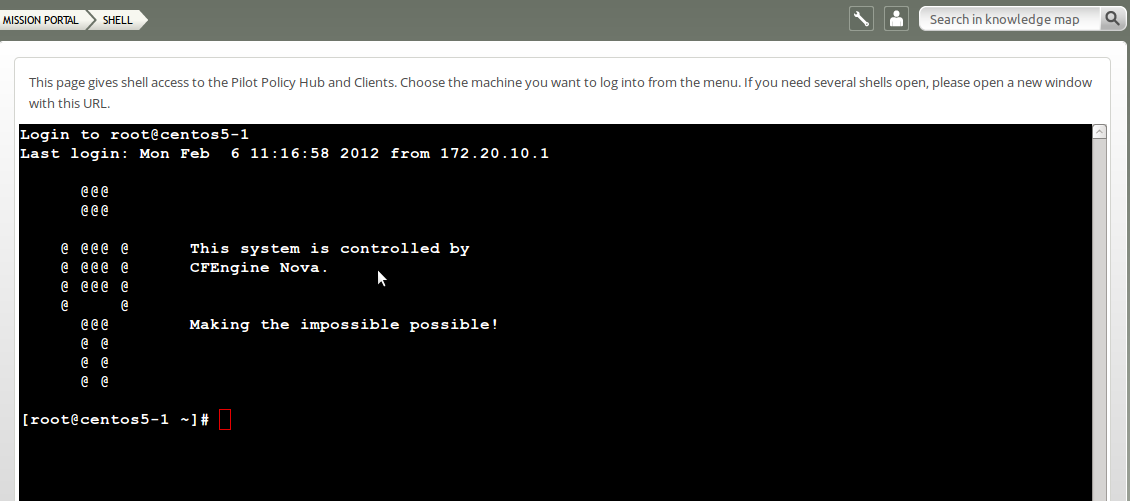 MISSION PORTAL SHELL
Search in knowledge map
This page gives shell access to the Pilot Policy Hub and Clients. Choose the machine you want to log into from the menu. If you need several shells open, please open a new window
with this URL.
Login to root@centos5-1
Last login: Mon Feb  6 11:16:58 2012 from 172.20.10.1
      @@@
      @@@
    @ @@@ @      This system is controlled by
    @ @@@ @      CFEngine Nova.
    @ @@@ @
    @     @
      @@@        Making the impossible possible!
      @ @
      @ @
      @ @
[root@centos5-1 ~]#